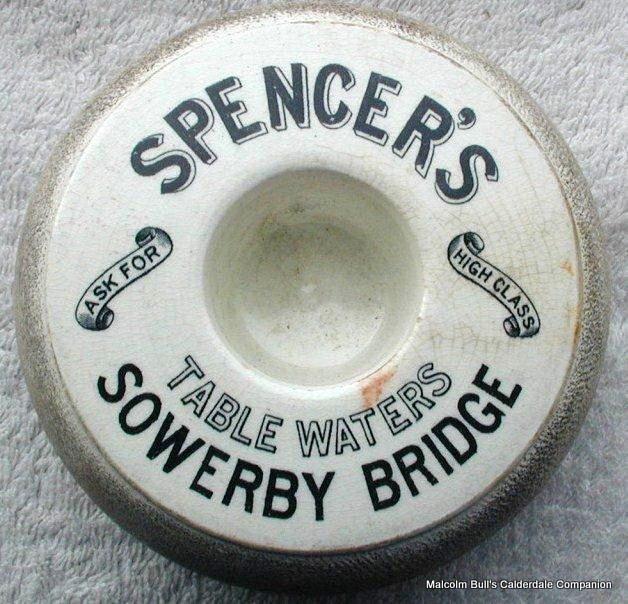 SPENCER'S
ASK FOR
HIGH CLASS
TABLE WATERS
SOWERBY BRIDGE
Malcolm Bull's Calderdale Companion